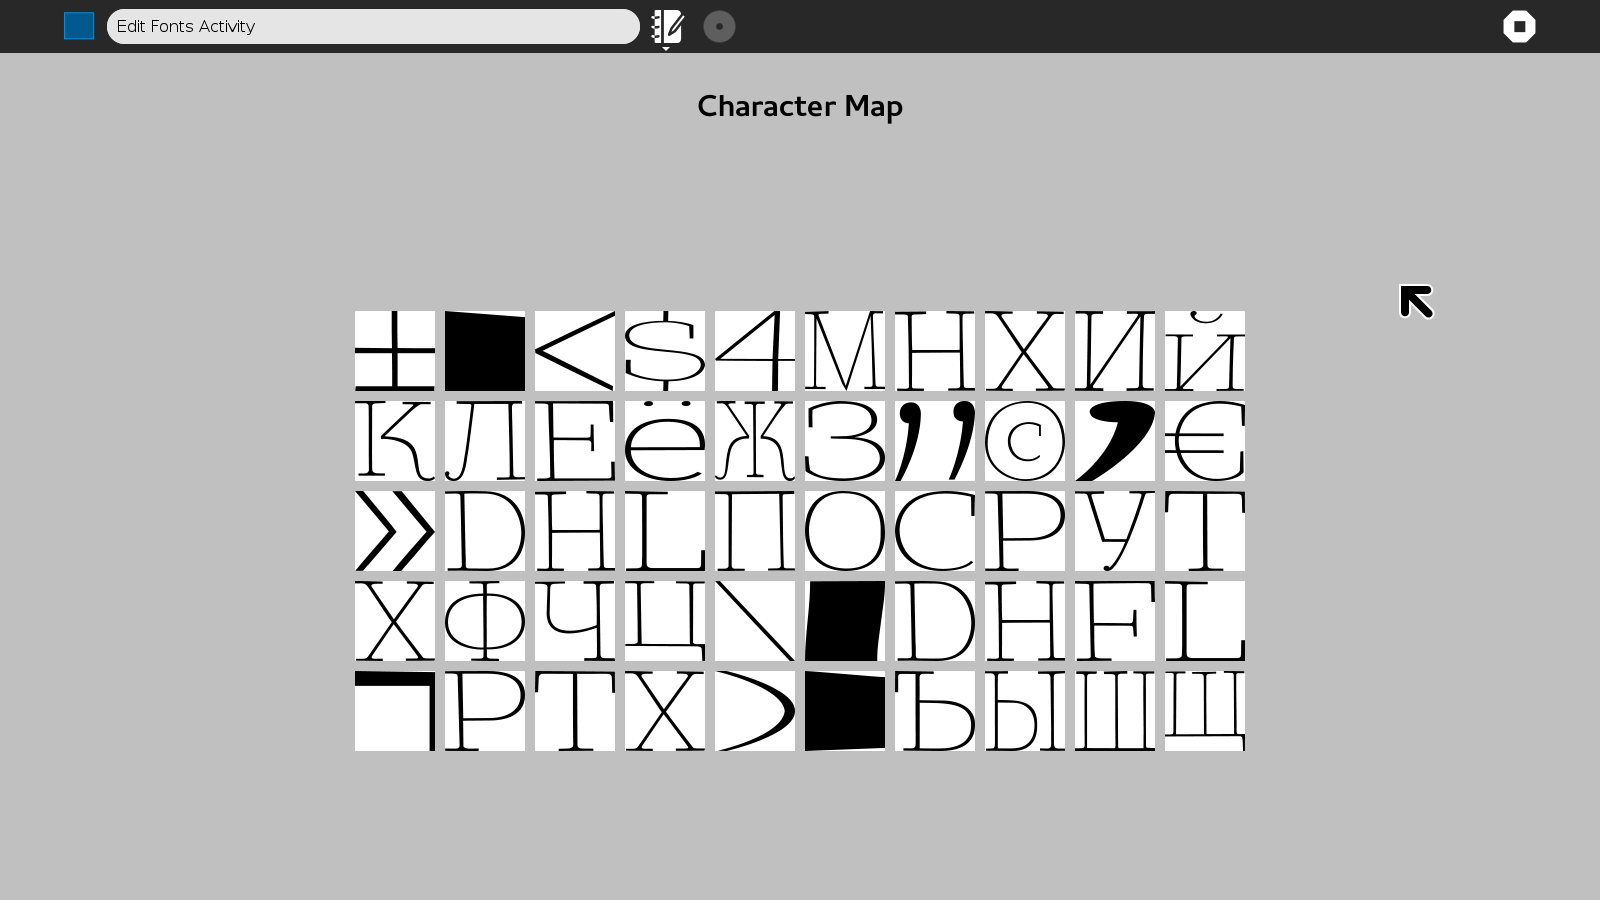 Edit Fonts Activity
Character Map
± < $ 4 М Н Х И Й
К Л Е ё Ж З ” © ’ €
» D H L П О С Р У Т
Х Ф Ч Ц \ D H F L
¬ P T X ) Ъ Ы Ш Щ